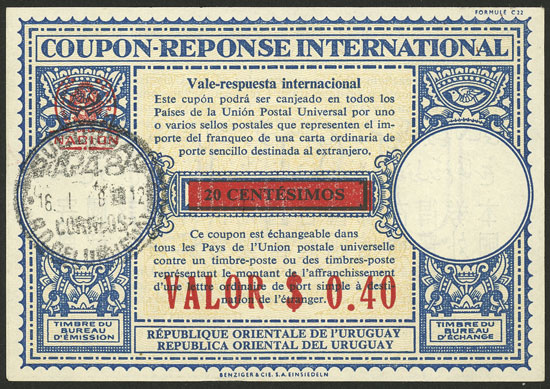 FORMULE C 22
COUPON-REPONSE INTERNATIONAL
Vale-respuesta internacional
Este cupón podrá ser canjeado en todos los
Países de la Unión Postal Universal por uno
o varios sellos postales que representen el im-
porte del franqueo de una carta ordinaria de
porte sencillo destinada al extranjero.
20 CENTÉSIMOS
Ce coupon est échangeable dans
tous les Pays de l'Union postale universelle
contre un timbre-poste ou des timbres-poste
représentant le montant de l'affranchissement
d'une lettre ordinaire de port simple à desti-
nation de l'étranger.
VALOR $ 0.40
TIMBRE DU
BUREAU
D'ÉMISSION
TIMBRE DU
BUREAU
D'ÉCHANGE
RÉPUBLIQUE ORIENTALE DE l'URUGUAY
REPUBLICA ORIENTAL DEL URUGUAY
BENZIGER & CIE. S.A. EINSIEDELN
CORREOS